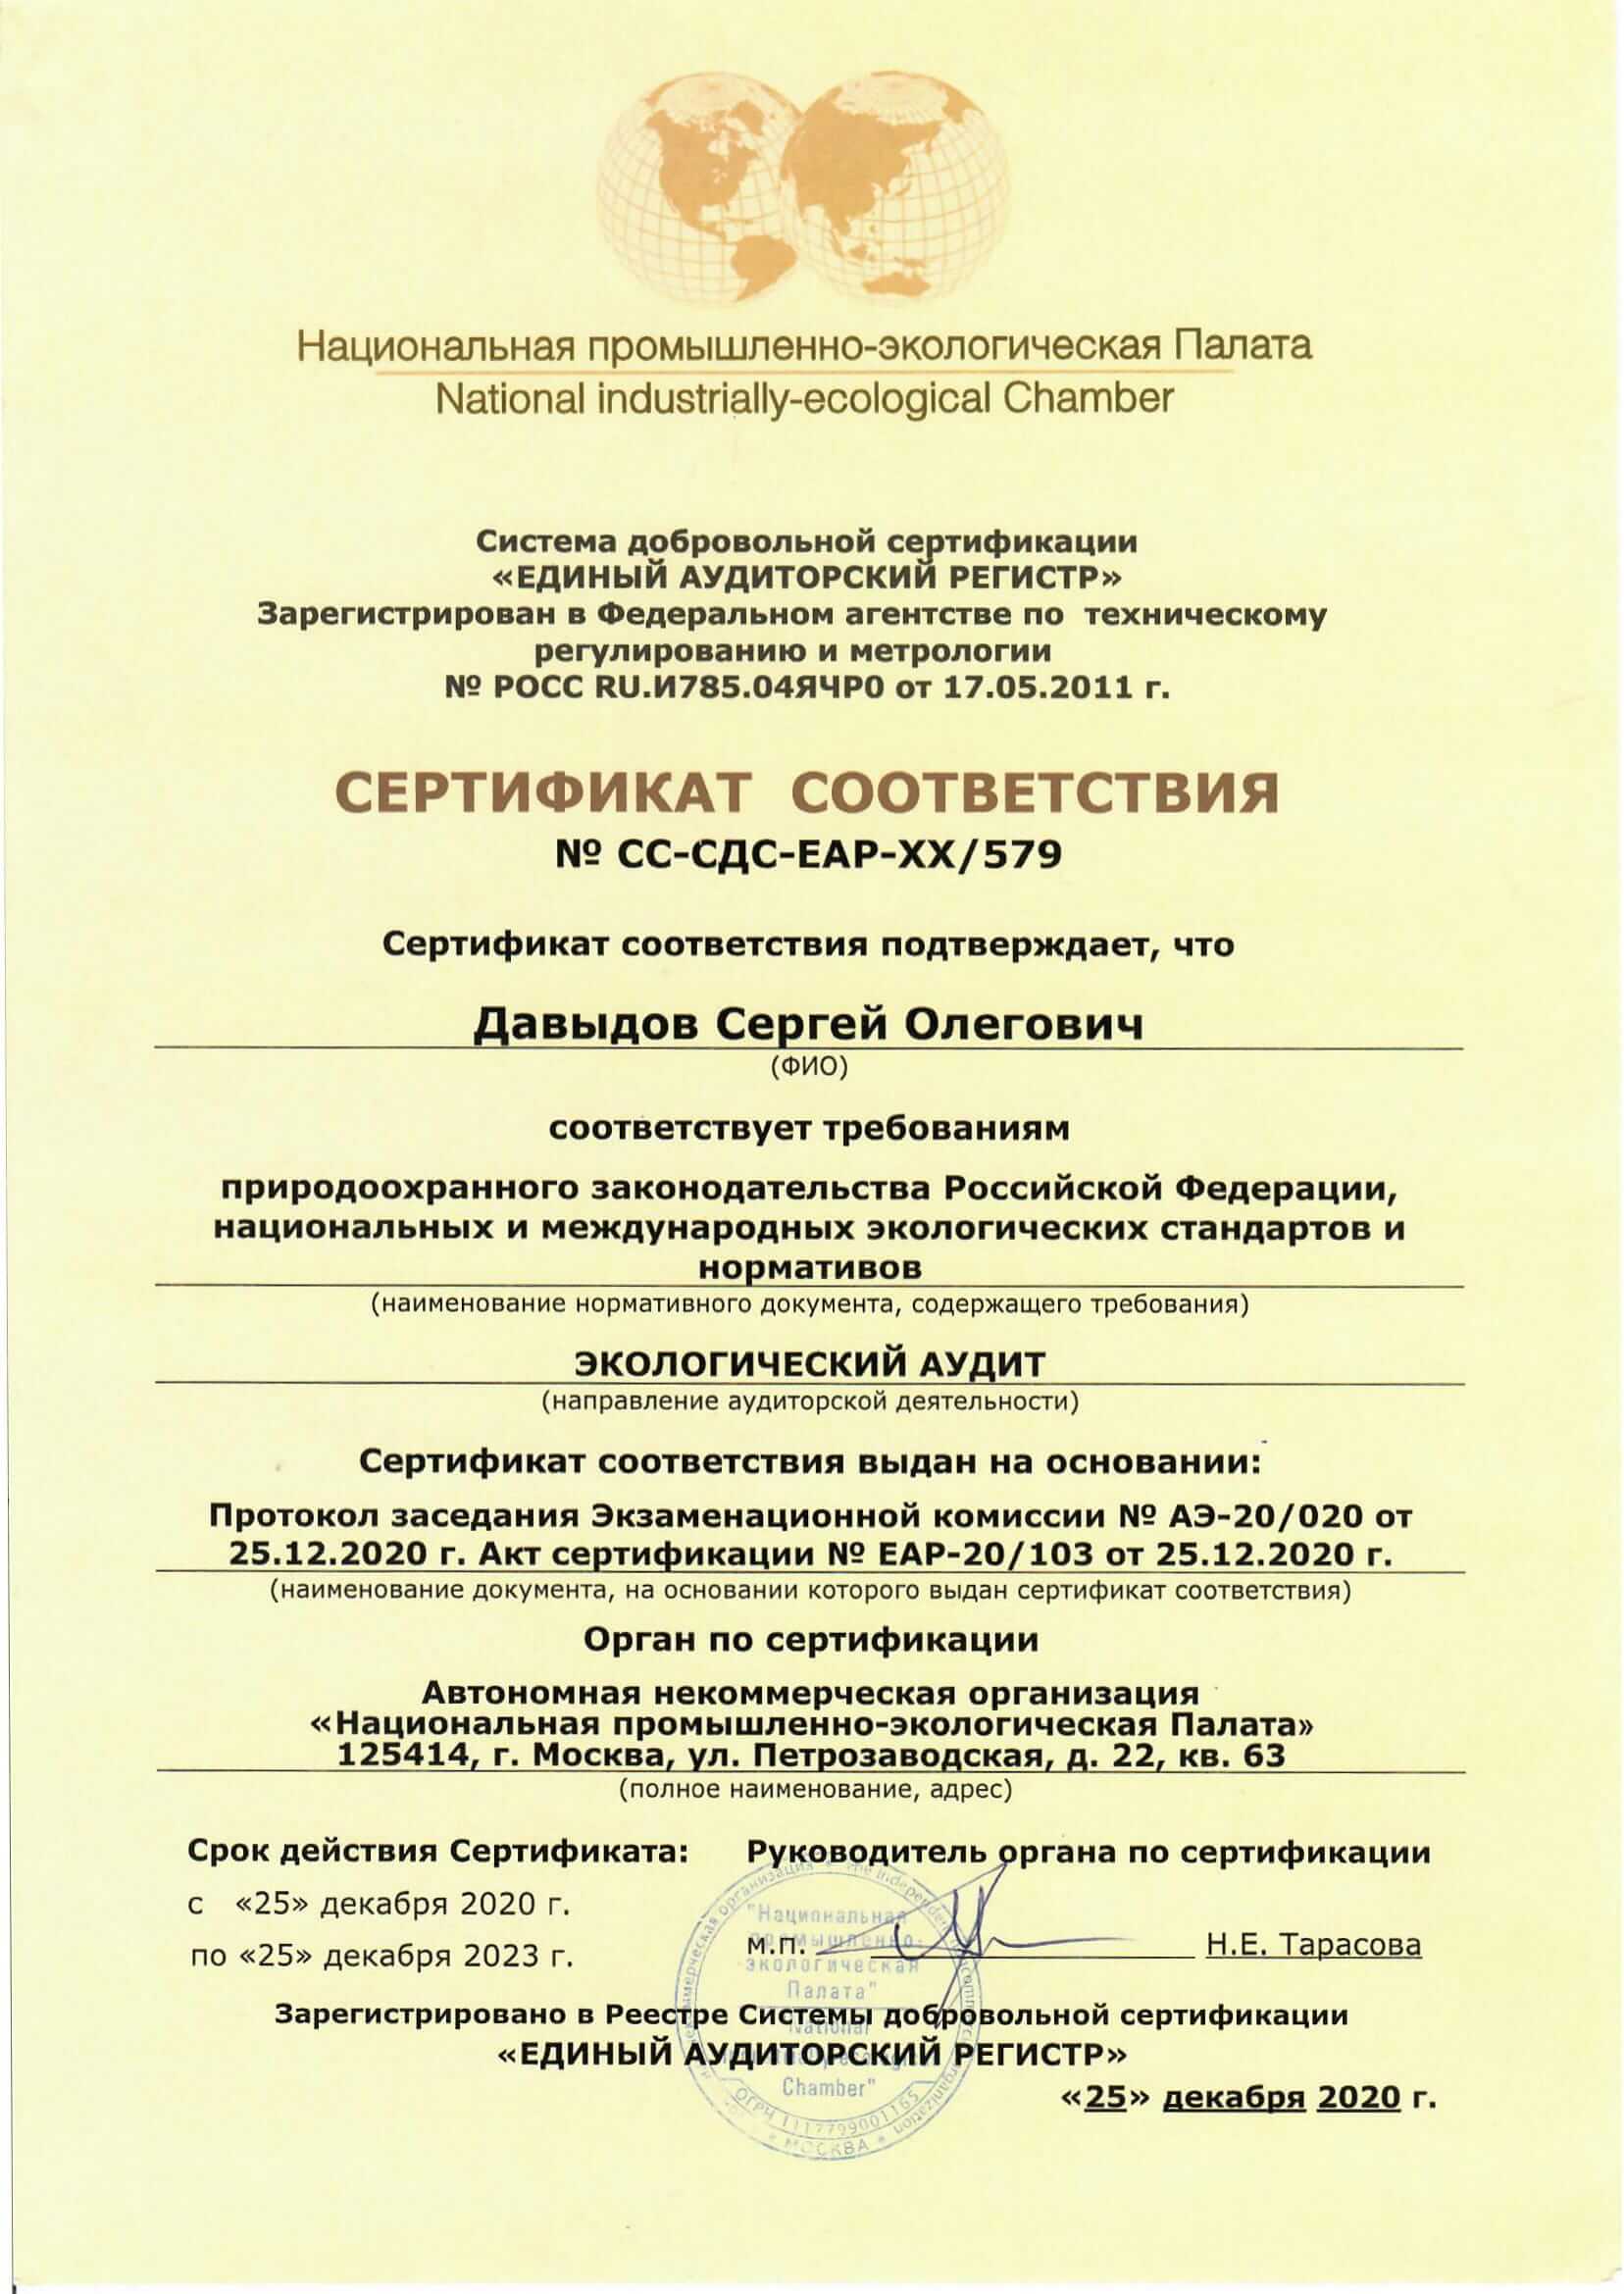 Национальная промышленно-экологическая Палата
National industrially-ecological Chamber
Система добровольной сертификации
«ЕДИНЫЙ АУДИТОРСКИЙ РЕГИСТР»
Зарегистрирован в Федеральном агентстве по техническому
регулированию и метрологии
№ РОСС RU.И785.04ЯЧР0 от 17.05.2011 г.
СЕРТИФИКАТ СООТВЕТСТВИЯ
№ СС-СДС-ЕАР-ХХ/579
Сертификат соответствия подтверждает, что
Давыдов Сергей Олегович
(ФИО)
соответствует требованиям
природоохранного законодательства Российской Федерации,
национальных и международных экологических стандартов и
нормативов
(наименование нормативного документа, содержащего требования)
ЭКОЛОГИЧЕСКИЙ АУДИТ
(направление аудиторской деятельности)
Сертификат соответствия выдан на основании:
Протокол заседания Экзаменационной комиссии № АЭ-20/020 от
25.12.2020 г. Акт сертификации № ЕАР-20/103 от 25.12.2020 г.
(наименование документа, на основании которого выдан сертификат соответствия)
Орган по сертификации
Автономная некоммерческая организация
«Национальная промышленно-экологическая Палата»
125414, г. Москва, ул. Петрозаводская, д. 22, кв. 63
(полное наименование, адрес)
Срок действия Сертификата:
с «25» декабря 2020 г.
по «25» декабря 2023 г.
Руководитель органа по сертификации
м.п. Н.Е. Тарасова
"Национальная
промышленно-
экологическая
Палата"
National
Chamber"
ОГРН 1117799001165
МОСКВА
Зарегистрировано в Реестре Системы добровольной сертификации
«ЕДИНЫЙ АУДИТОРСКИЙ РЕГИСТР»
«25» декабря 2020 г.